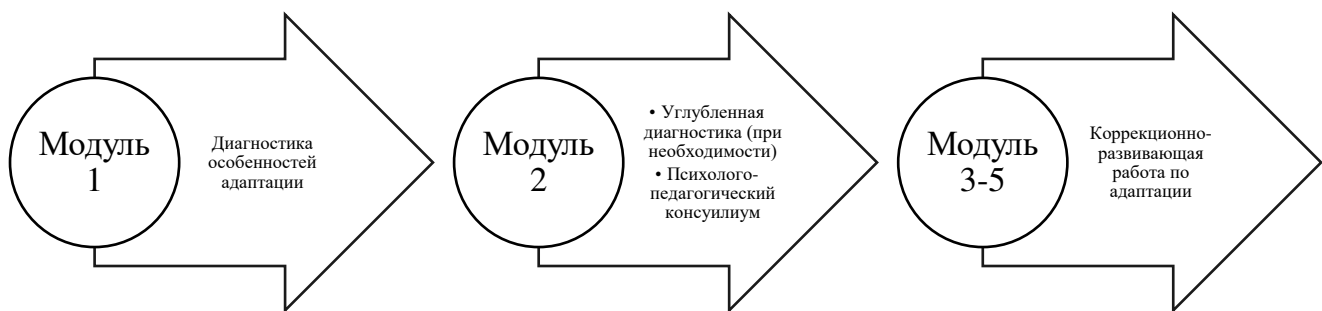 Модуль
1
Диагностика
особенностей
адаптации
Модуль
2
• Углубленная
диагностика (при
необходимости)
• Психолого-
педагогический
консуилиум
Модуль
3-5
Коррекционно-
развивающая
работа по
адаптации